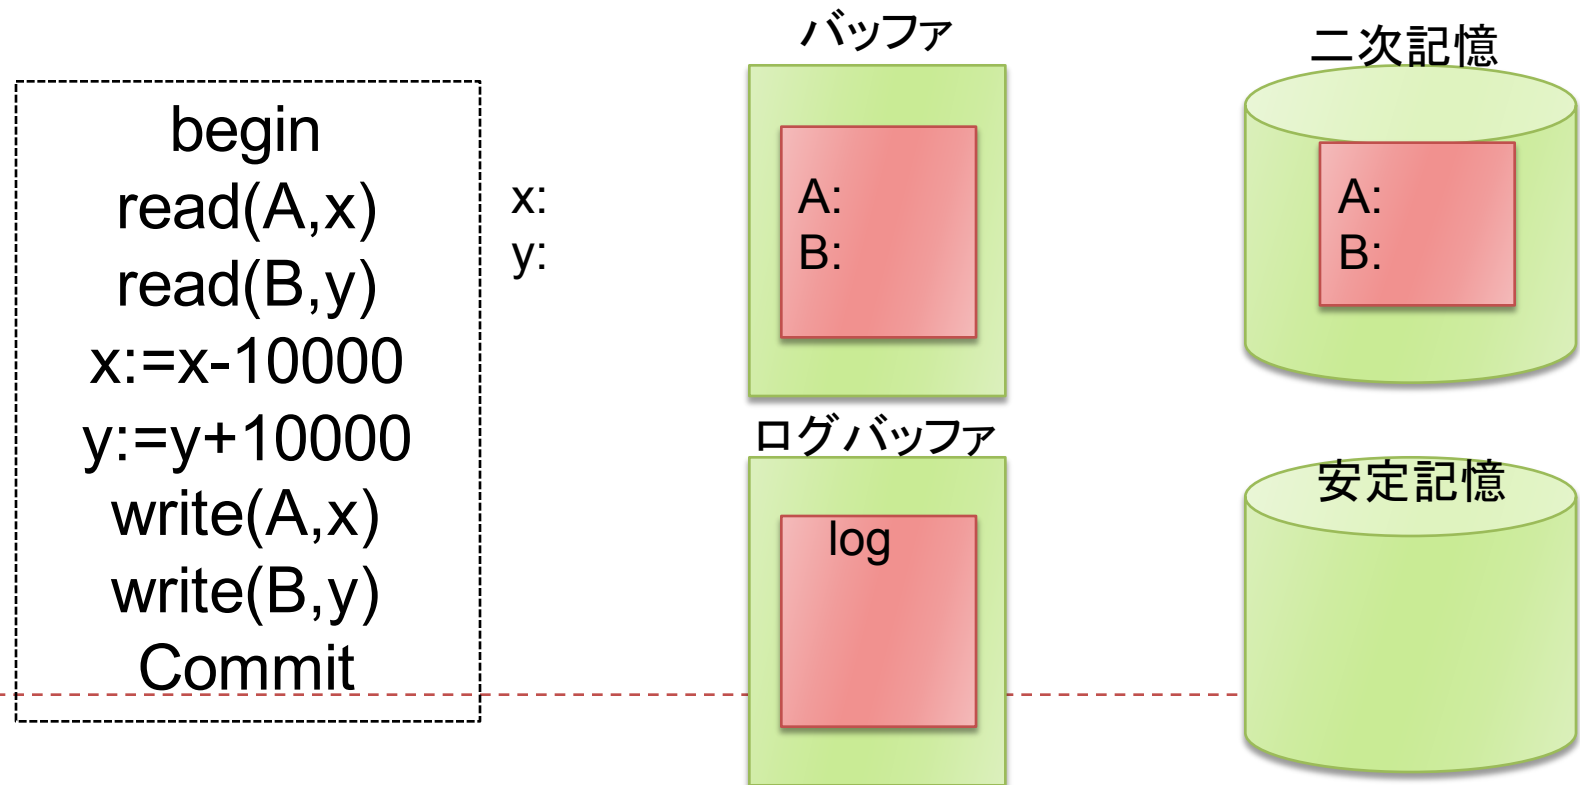 begin
read(A,x)
read(B,y)
x:=x-10000
y:=y+10000
write(A,x)
write(B,y)
Commit
x:
y:
バッファ
A:
B:
ログバッファ
log
二次記憶
A:
B:
安定記憶